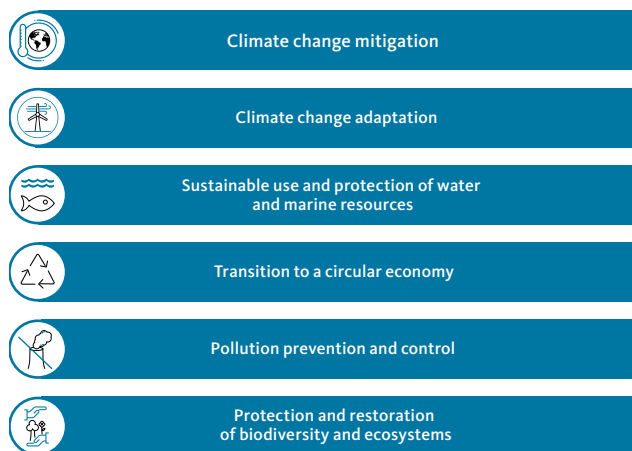 Climate change mitigation
Climate change adaptation
Sustainable use and protection of water
and marine resources
Transition to a circular economy
Pollution prevention and control
Protection and restoration
of biodiversity and ecosystems